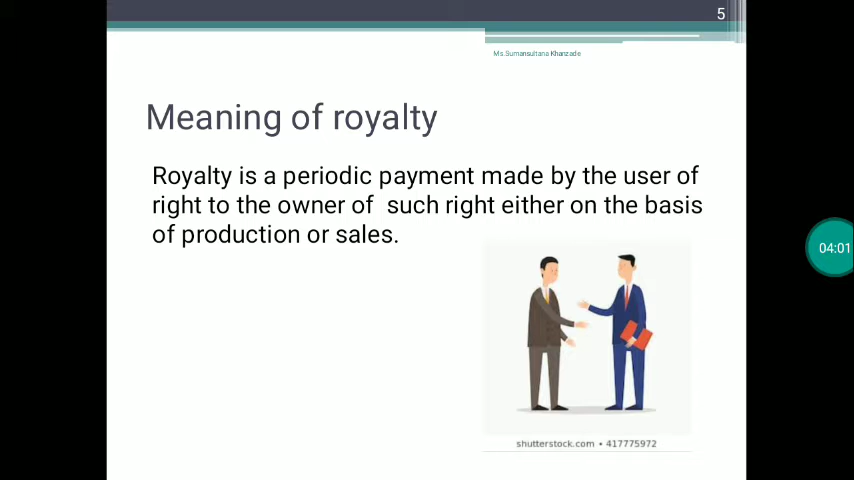 5
Ms.Sumansultana Khanzade
Meaning of royalty
Royalty is a periodic payment made by the user of
right to the owner of such right either on the basis
of production or sales.
04:01
shutterstock.com • 417775972